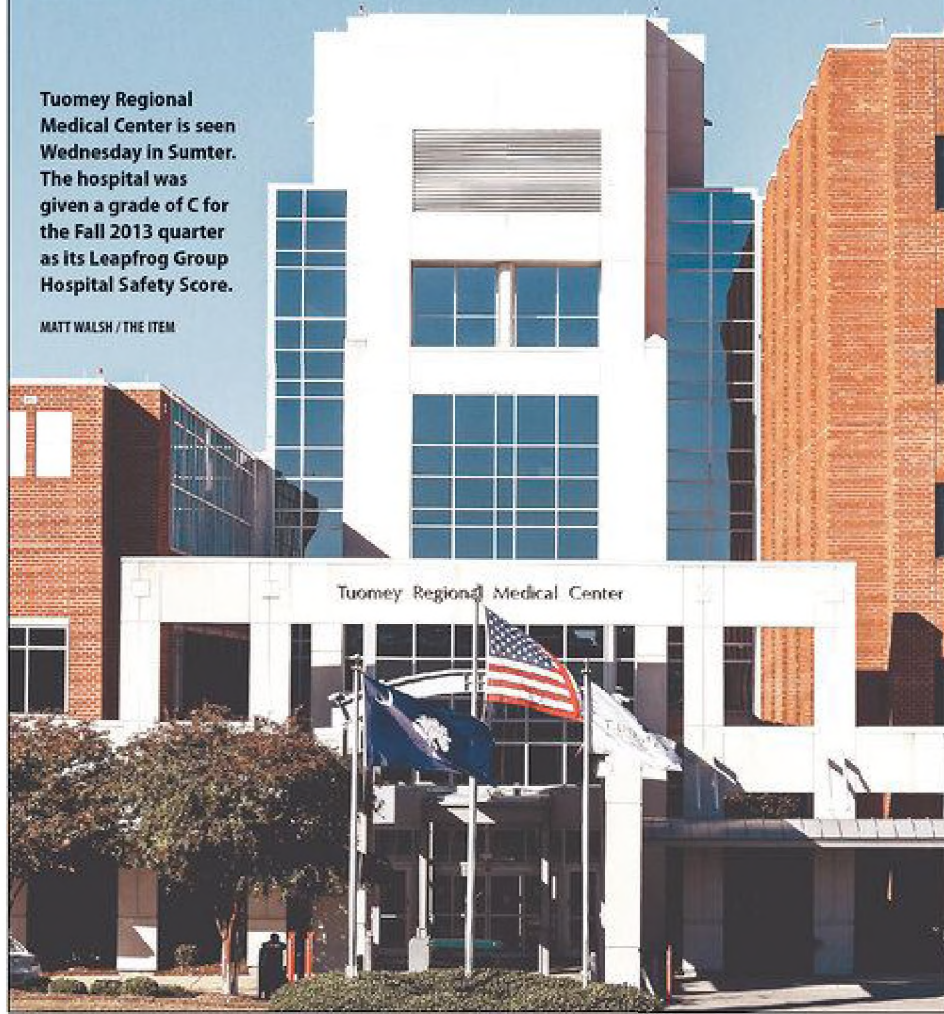 Tuomey Regional
Medical Center is seen
Wednesday in Sumter.
The hospital was
given a grade of C for
the Fall 2013 quarter
as its Leapfrog Group
Hospital Safety Score.
MATT WALSH / THE ITEM
Tuomey Regional Medical Center